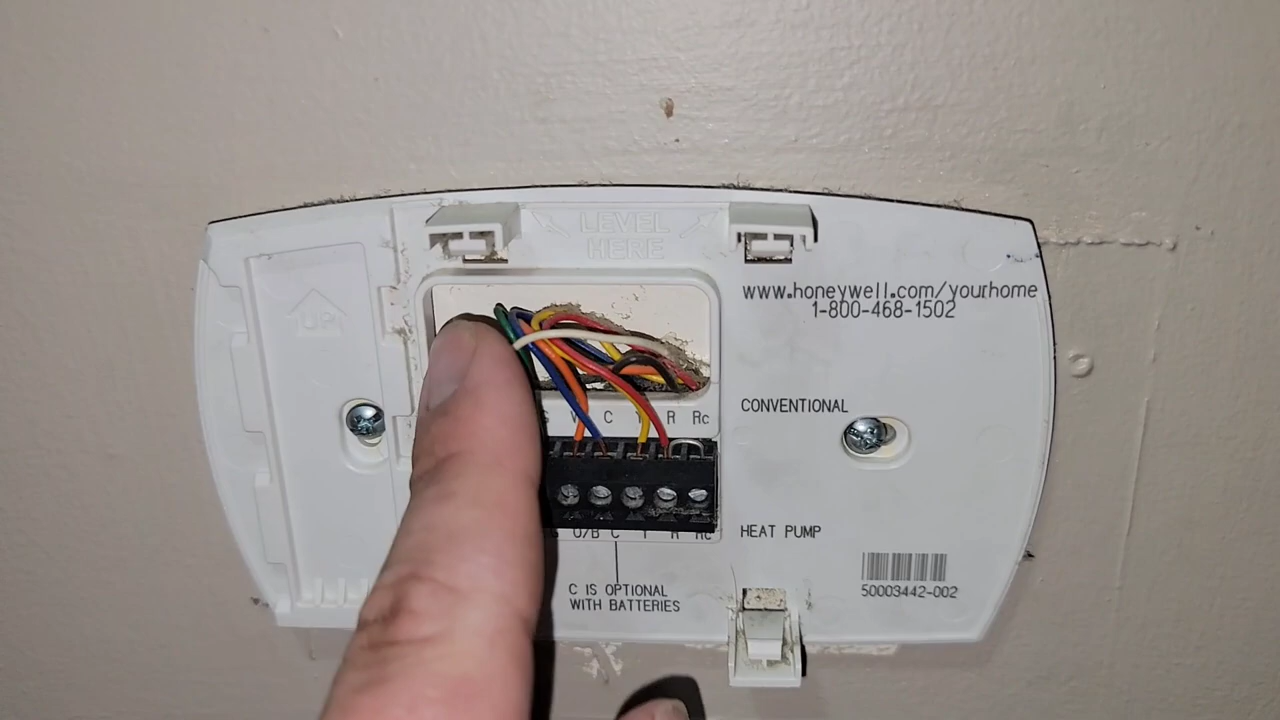 LEVEL
HERE
UP
www.honeywell.com/yourhome
1-800-468-1502
C R Rc
CONVENTIONAL
G O/B C Y R Rc
HEAT PUMP
C IS OPTIONAL
WITH BATTERIES
50003442-002